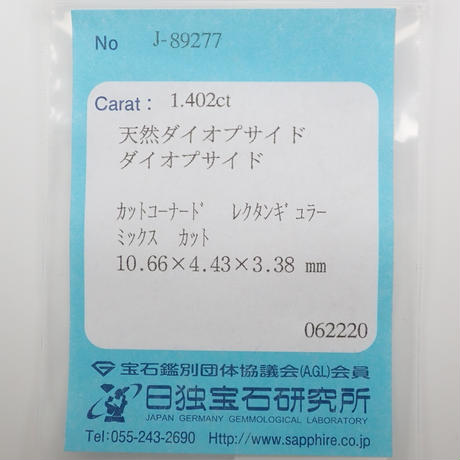 No J-89277
Carat: 1.402ct
天然ダイオプサイド
ダイオプサイド
ｶｯﾄｺｰﾅｰﾄﾞ ﾚｸﾀﾝｷﾞｭﾗｰ
ﾐｯｸｽ ｶｯﾄ
10.66×4.43×3.38 mm
062220
宝石鑑別団体協議会(A.G.L)会員
日独宝石研究所
JAPAN GERMANY GEMMOLOGICAL LABORATORY
Tel:055-243-2690 Http://www.sapphire.co.jp